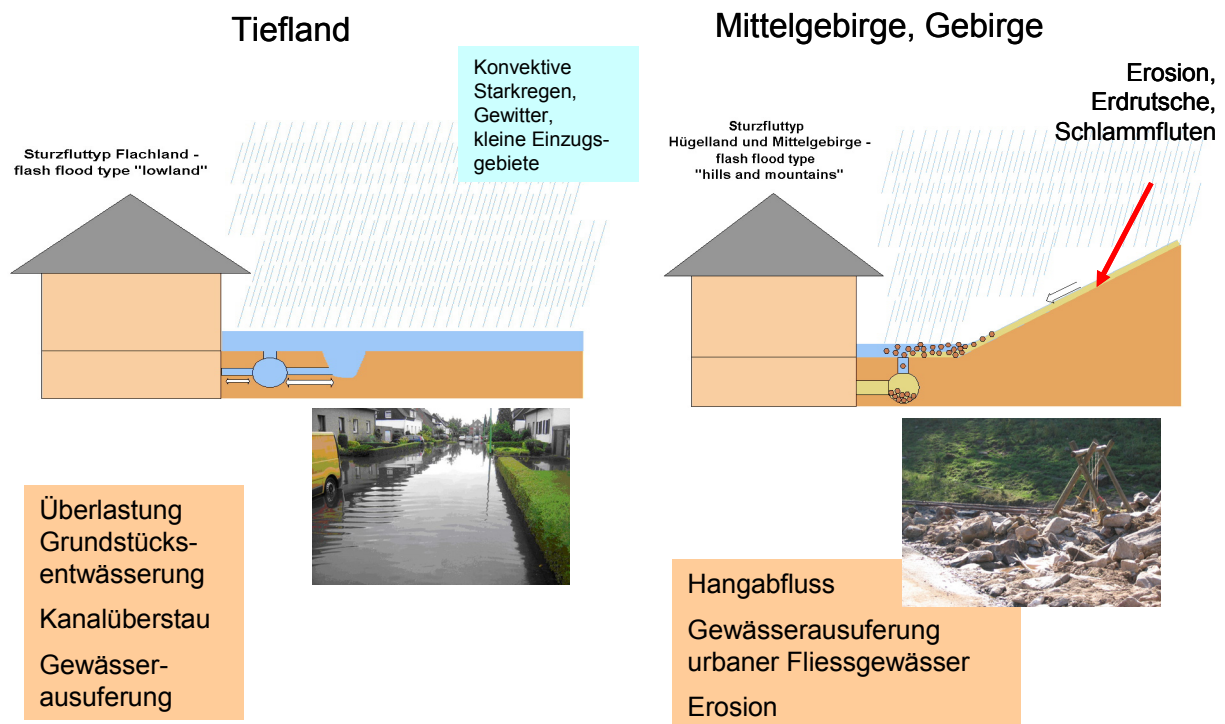 Tiefland
Konvektive
Starkregen,
Gewitter,
kleine Einzugs-
gebiete
Sturzfluttyp Flachland -
flash flood type "lowland"
Überlastung
Grundstücks-
entwässerung
Kanalüberstau
Gewässer-
ausuferung
Mittelgebirge, Gebirge
Erosion,
Erdrutsche,
Schlammfluten
Sturzfluttyp
Hügelland und Mittelgebirge -
flash flood type
"hills and mountains"
Hangabfluss
Gewässerausuferung
urbaner Fliessgewässer
Erosion